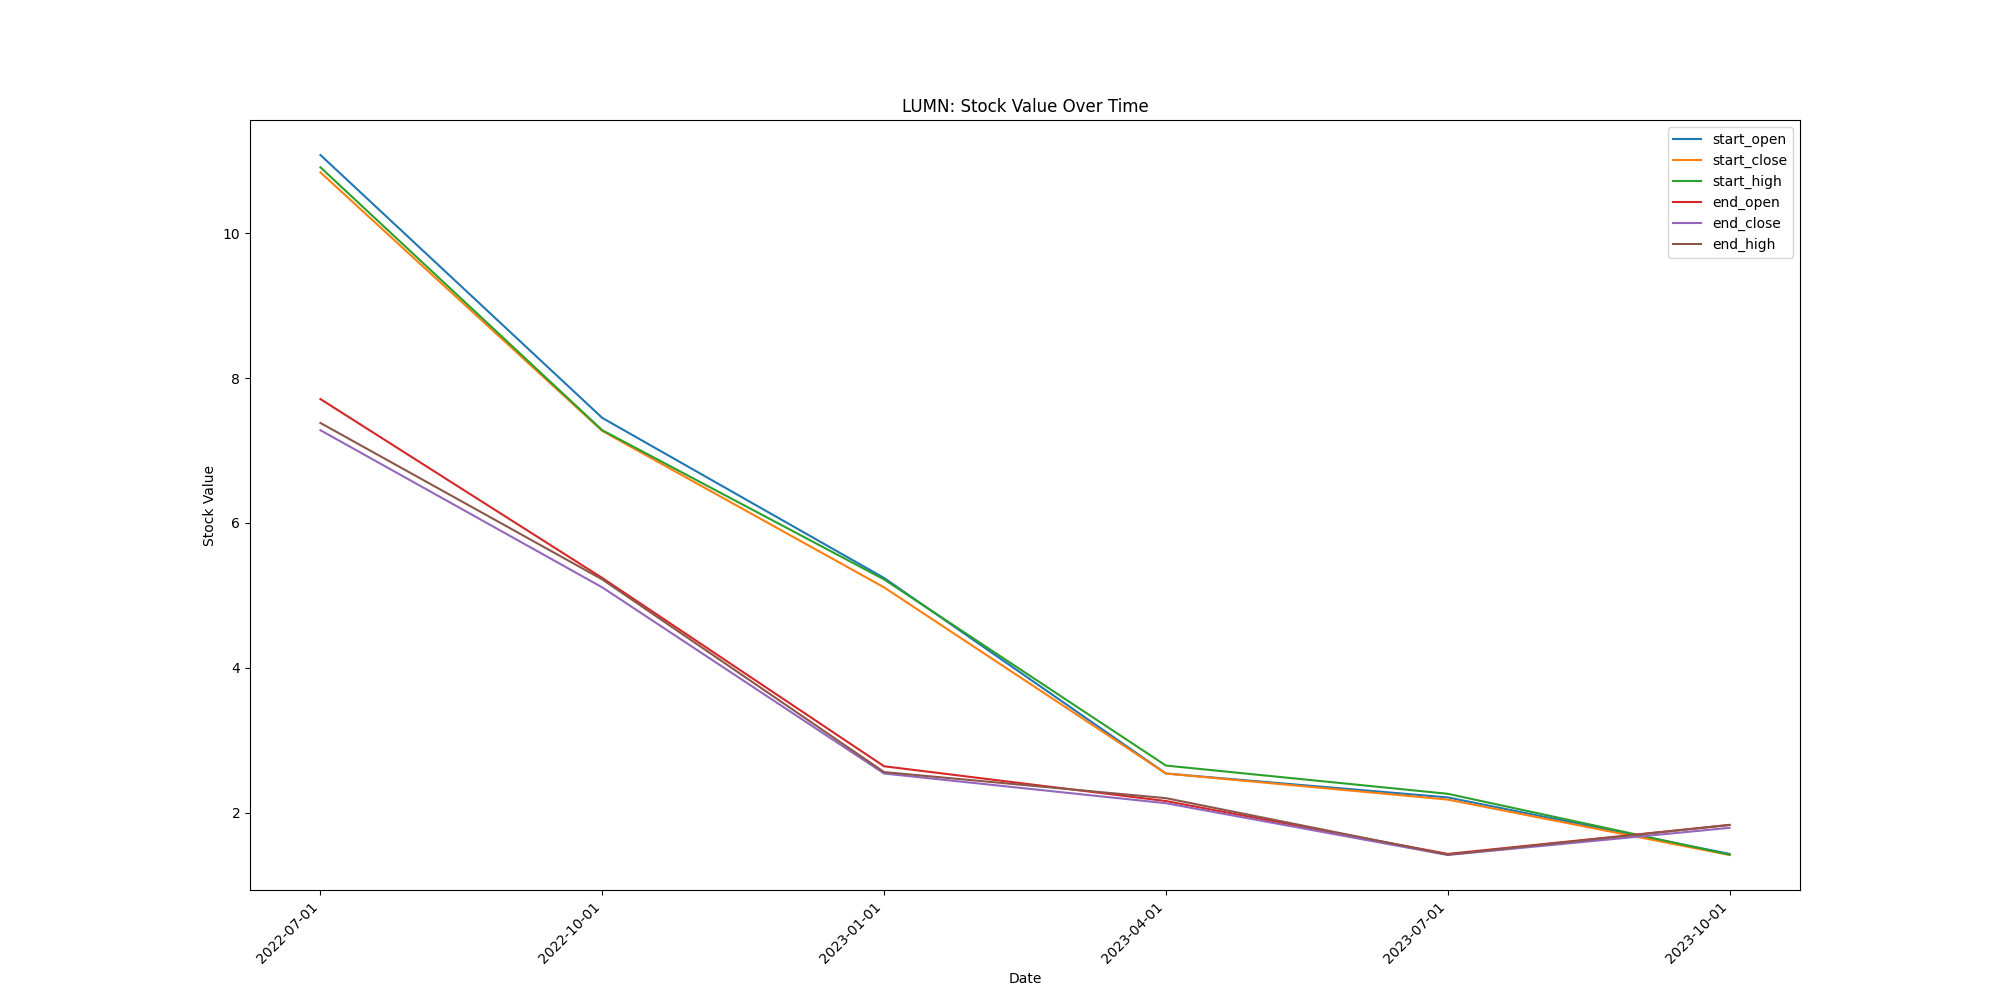 LUMN: Stock Value Over Time
start_open
start_close
start_high
end_open
end_close
end_high
10
8
6
4
2
Stock Value
2022-07-01
2022-10-01
2023-01-01
2023-04-01
2023-07-01
2023-10-01
Date